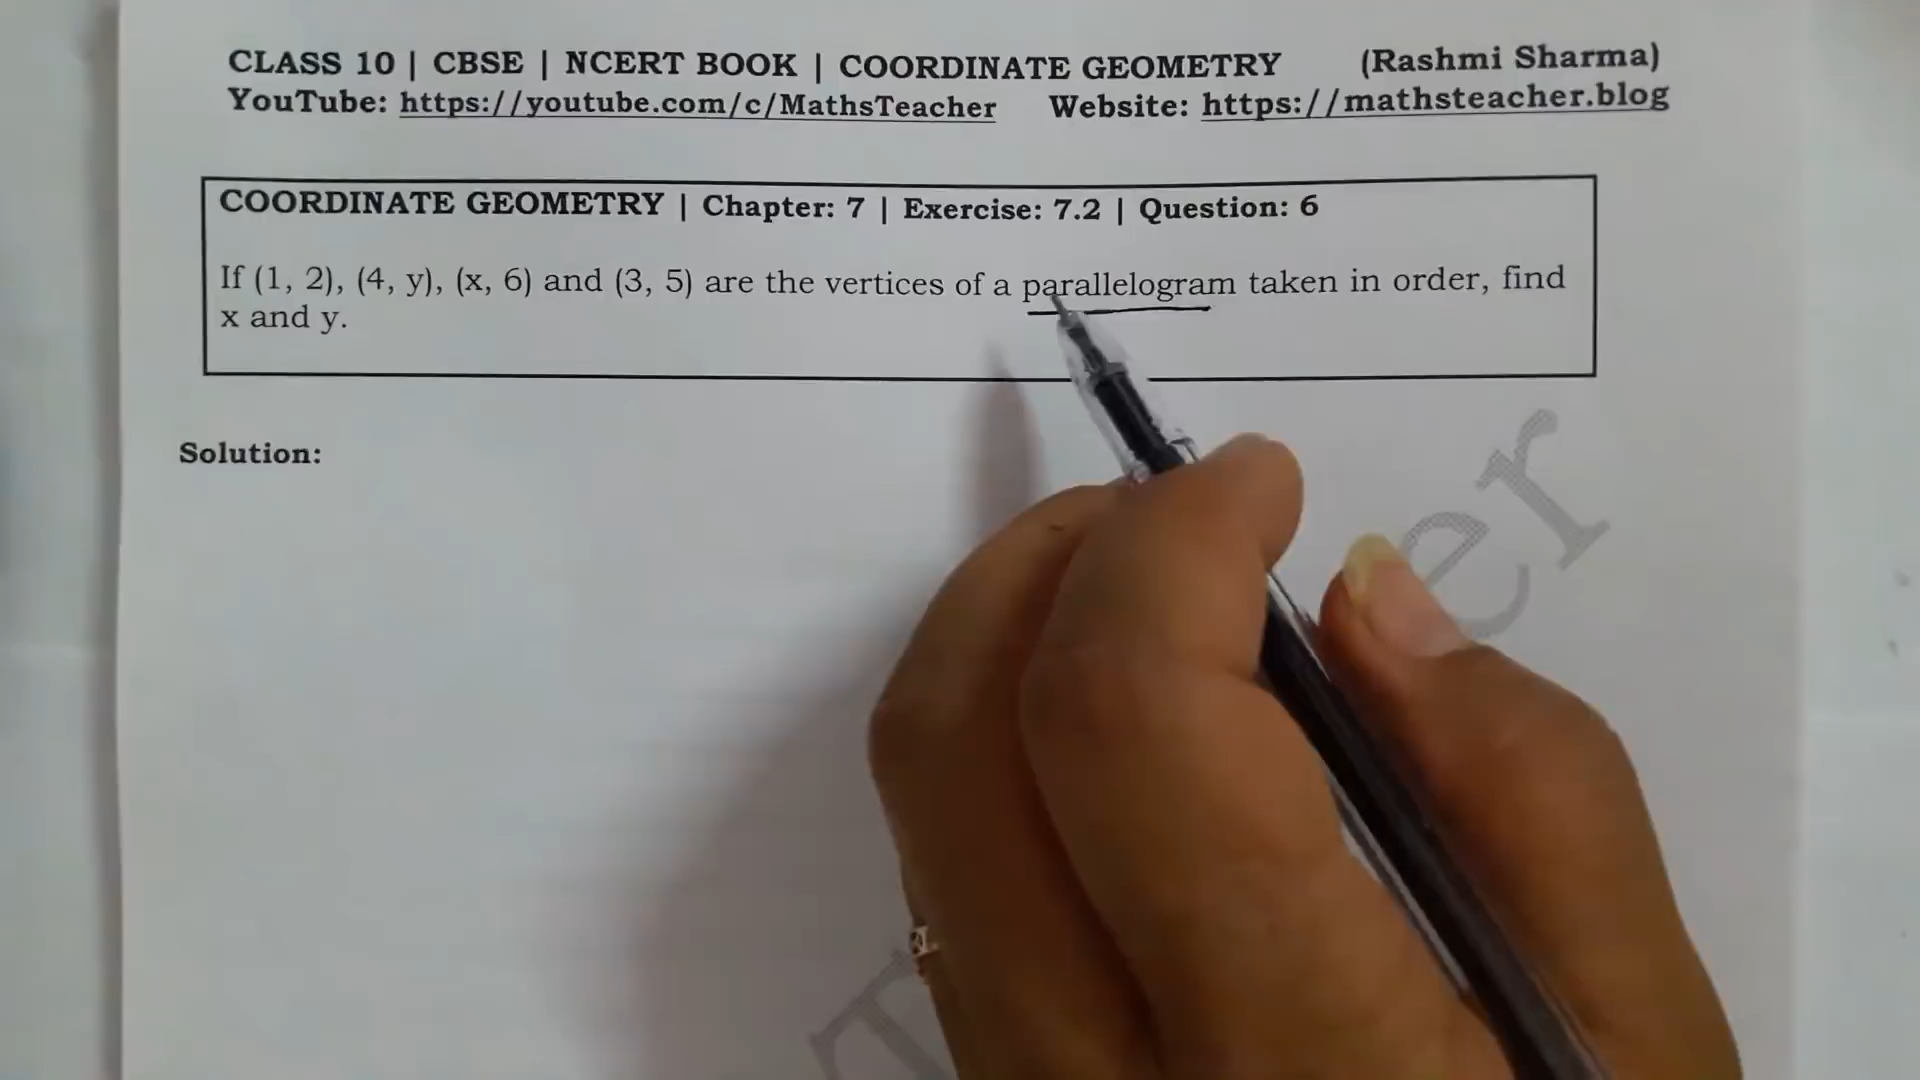 CLASS 10 | CBSE | NCERT BOOK | COORDINATE GEOMETRY (Rashmi Sharma)
YouTube: https://youtube.com/c/MathsTeacher Website: https://mathsteacher.blog
COORDINATE GEOMETRY | Chapter: 7 | Exercise: 7.2 | Question: 6
If (1, 2), (4, y), (x, 6) and (3, 5) are the vertices of a parallelogram taken in order, find
x and y.
Solution: